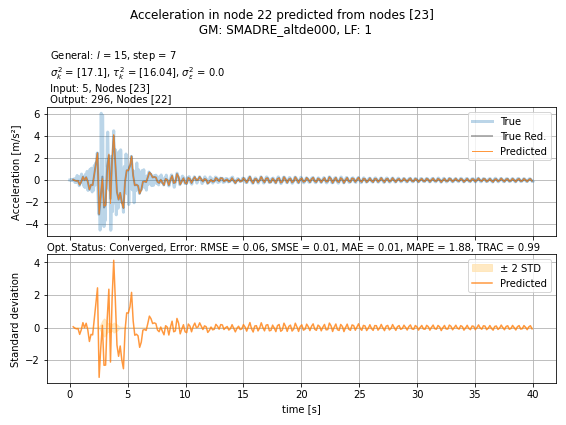 Acceleration in node 22 predicted from nodes [23]
GM: SMADRE_altde000, LF: 1
General: l = 15, step = 7
σ²ₖ = [17.1], τ²ₖ = [16.04], σ²ε = 0.0
Input: 5, Nodes [23]
Output: 296, Nodes [22]
Acceleration [m/s²]
6
4
2
0
−2
−4
True
True Red.
Predicted
Opt. Status: Converged, Error: RMSE = 0.06, SMSE = 0.01, MAE = 0.01, MAPE = 1.88, TRAC = 0.99
Standard deviation
4
2
0
−2
± 2 STD
Predicted
0 5 10 15 20 25 30 35 40
time [s]